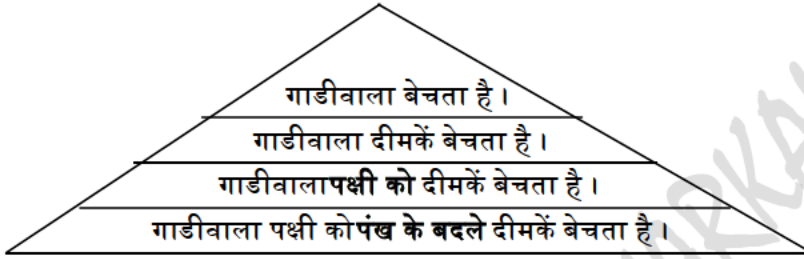 गाडीवाला बेचता है।
गाडीवाला दीमकें बेचता है।
गाडीवालापक्षी को दीमकें बेचता है।
गाडीवाला पक्षी कोपंख के बदले दीमकें बेचता है।